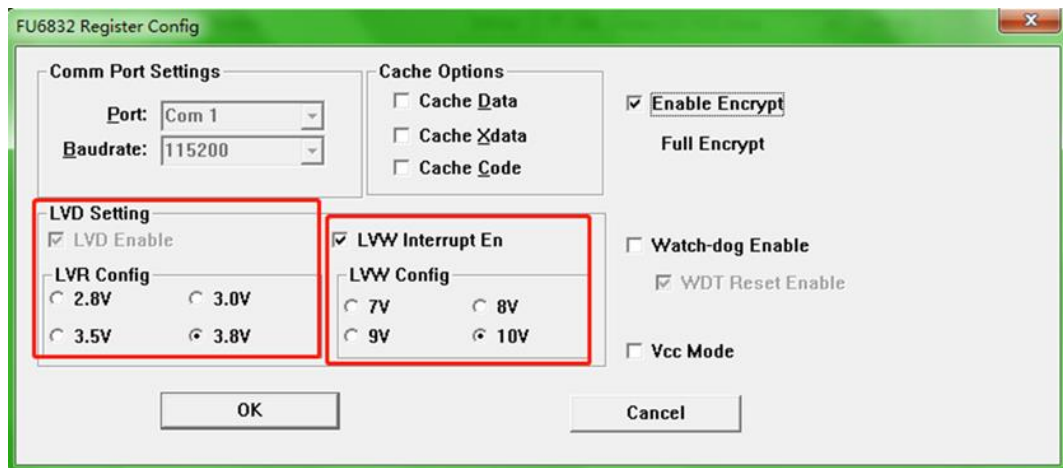 FU6832 Register Config
Comm Port Settings
Port: Com 1
Baudrate: 115200
Cache Options
Cache Data
Cache Xdata
Cache Code
Enable Encrypt
Full Encrypt
LVD Setting
LVD Enable
LVR Config
2.8V 3.0V
3.5V 3.8V
LVW Interrupt En
LVW Config
7V 8V
9V 10V
Watch-dog Enable
WDT Reset Enable
Vcc Mode
OK
Cancel